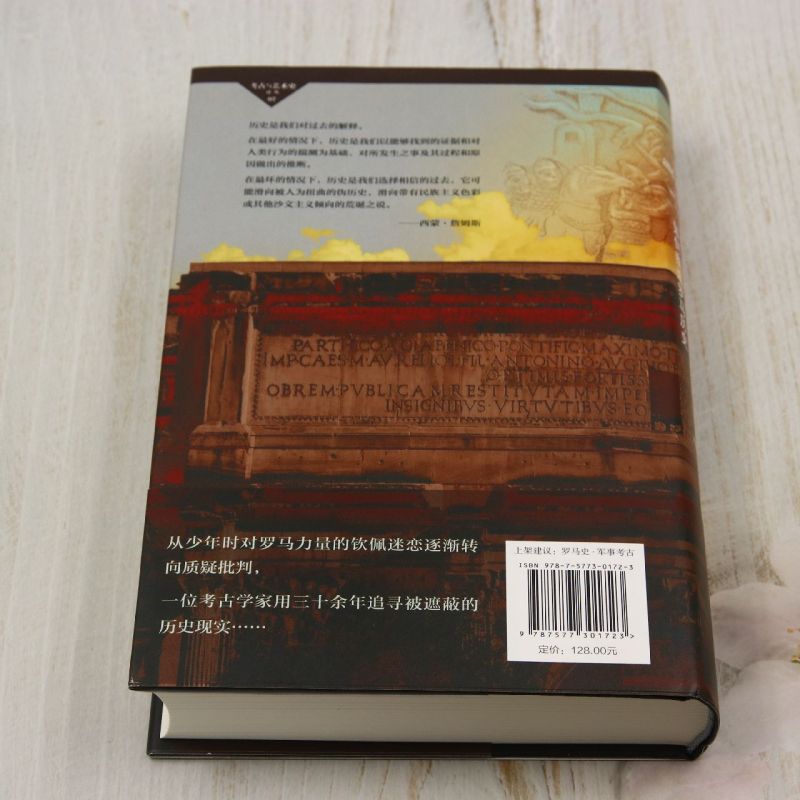 考古与艺术史
译丛
07
历史是我们对过去的解释。
在最好的情况下，历史是我们以能够找到的证据和对
人类行为的揣测为基础，对所发生之事及其过程和原
因做出的推断。
在最坏的情况下，历史是我们选择相信的过去，它可
能滑向被人为扭曲的伪历史，滑向带有民族主义色彩
或其他沙文主义倾向的荒诞之说。
——西蒙·詹姆斯
PARTHICO·ADIABENICO·PONTIFIC·MAXIMO·T
IMP·CAES·M·AVRELIO·L·FIL·ANTONINO·AVG
OPTIMIS·FORTISS
OB·REM·PVBLICAM·RESTITVTAM·IMPE
INSIGNIBVS·VIRTVTIBVS·EO
从少年时对罗马力量的钦佩迷恋逐渐转
向质疑批判，
一位考古学家用三十余年追寻被遮蔽的
历史现实……
上架建议：罗马史·军事考古
ISBN 978-7-5773-0172-3
9 787577 301723>
定价：128.00元